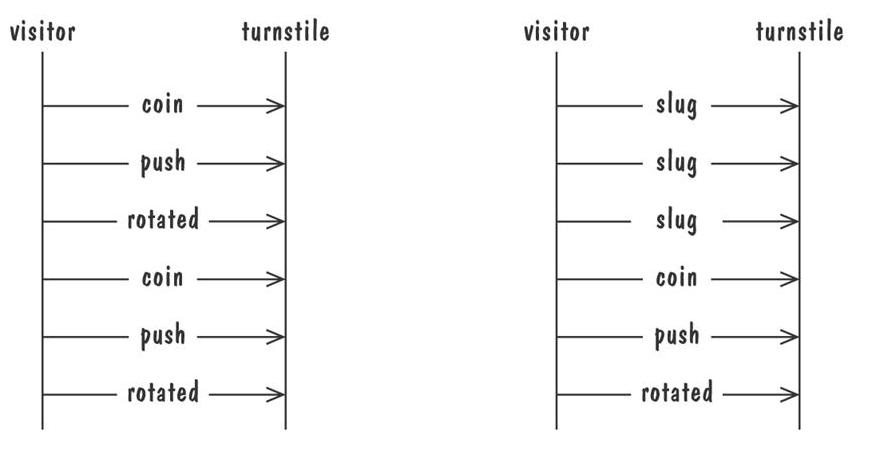 visitor turnstile
coin
push
rotated
coin
push
rotated
visitor turnstile
slug
slug
slug
coin
push
rotated